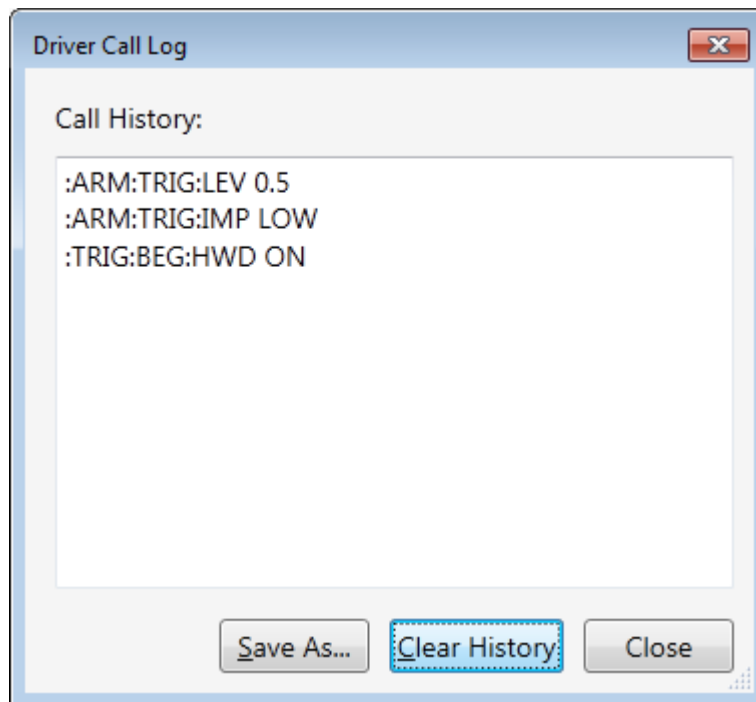 Driver Call Log
Call History:
:ARM:TRIG:LEV 0.5
:ARM:TRIG:IMP LOW
:TRIG:BEG:HWD ON
Save As... Clear History Close